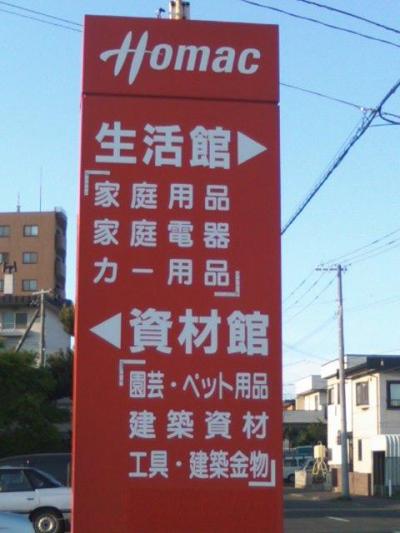 Homac
生活館▶
「家庭用品
家庭電器
カー用品」
◀資材館
「園芸・ペット用品
建築資材
工具・建築金物」